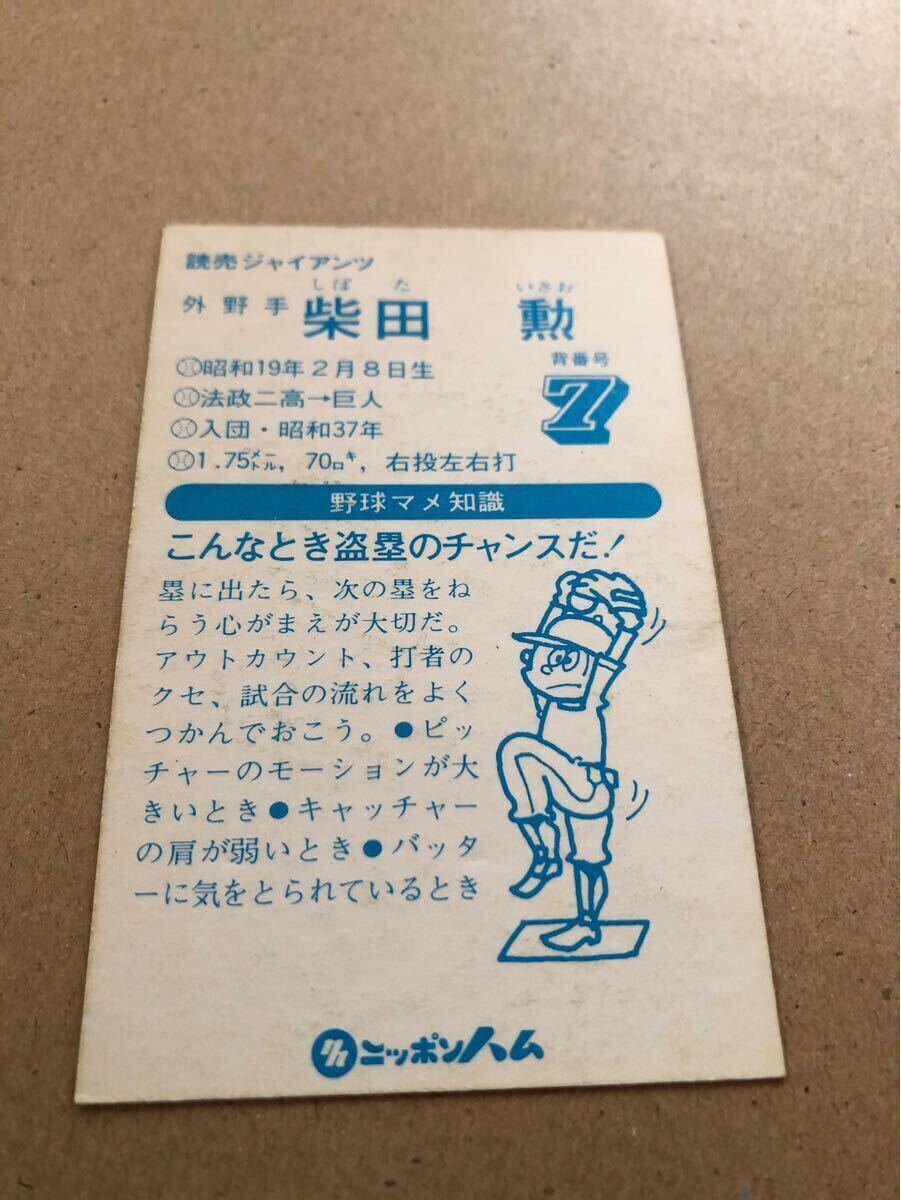 読売ジャイアンツ
しばた いさお
外野手 柴田 勲
昭和19年2月8日生
背番号
7
法政二高→巨人
入団・昭和37年
1.75メートル, 70キロ, 右投左右打
野球マメ知識
こんなとき盗塁のチャンスだ!
塁に出たら、次の塁をね
らう心がまえが大切だ。
アウトカウント、打者の
クセ、試合の流れをよく
つかんでおこう。●ピッ
チャーのモーションが大
きいとき●キャッチャー
の肩が弱いとき●バッタ
ーに気をとられているとき
ニッポンハム